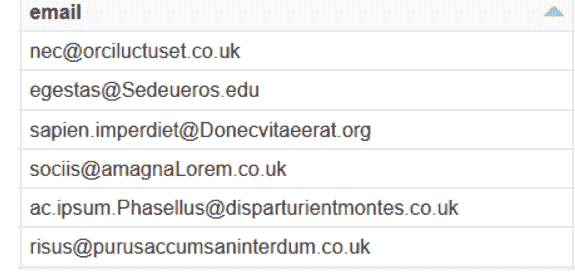 email
nec@orciluctuset.co.uk
egestas@Sedeueros.edu
sapien.imperdiet@Donecvitaeerat.org
sociis@amagnaLorem.co.uk
ac.ipsum.Phasellus@disparturientmontes.co.uk
risus@purusaccumsaninterdum.co.uk